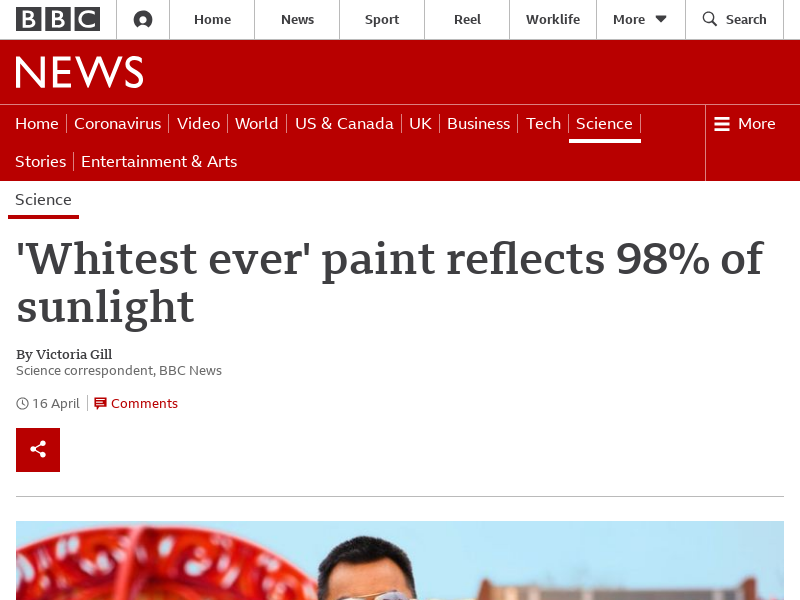 BBC Home News Sport Reel Worklife More Search
NEWS
Home Coronavirus Video World US & Canada UK Business Tech Science More
Stories Entertainment & Arts
Science
'Whitest ever' paint reflects 98% of
sunlight
By Victoria Gill
Science correspondent, BBC News
16 April Comments